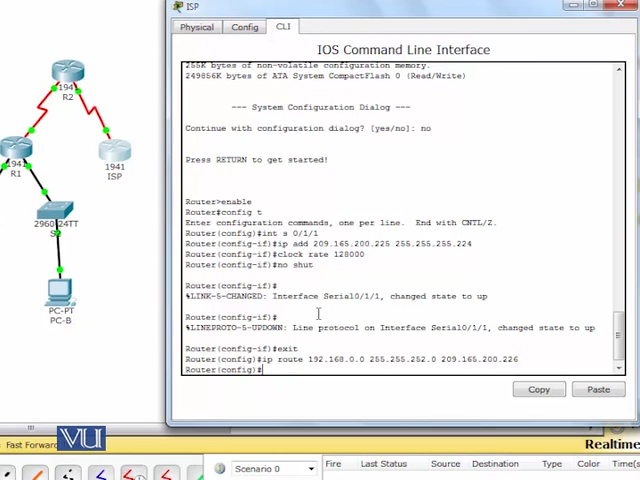 ISP
Physical Config CLI
IOS Command Line Interface
255K bytes of non-volatile configuration memory.
249856K bytes of ATA System CompactFlash 0 (Read/Write)
--- System Configuration Dialog ---
Continue with configuration dialog? [yes/no]: no
Press RETURN to get started!
Router>enable
Router#config t
Enter configuration commands, one per line. End with CNTL/Z.
Router(config)#int s 0/1/1
Router(config-if)#ip add 209.165.200.225 255.255.255.224
Router(config-if)#clock rate 128000
Router(config-if)#no shut
Router(config-if)#
%LINK-5-CHANGED: Interface Serial0/1/1, changed state to up
Router(config-if)#
%LINEPROTO-5-UPDOWN: Line protocol on Interface Serial0/1/1, changed state to up
Router(config-if)#exit
Router(config)#ip route 192.168.0.0 255.255.252.0 209.165.200.226
Router(config)#
Copy Paste
1941
R2
1941
R1
1941
ISP
2960-24TT
PC-PT
PC-B
VU
Fast Forward
Realtime
Scenario 0
Fire Last Status Source Destination Type Color Time(s